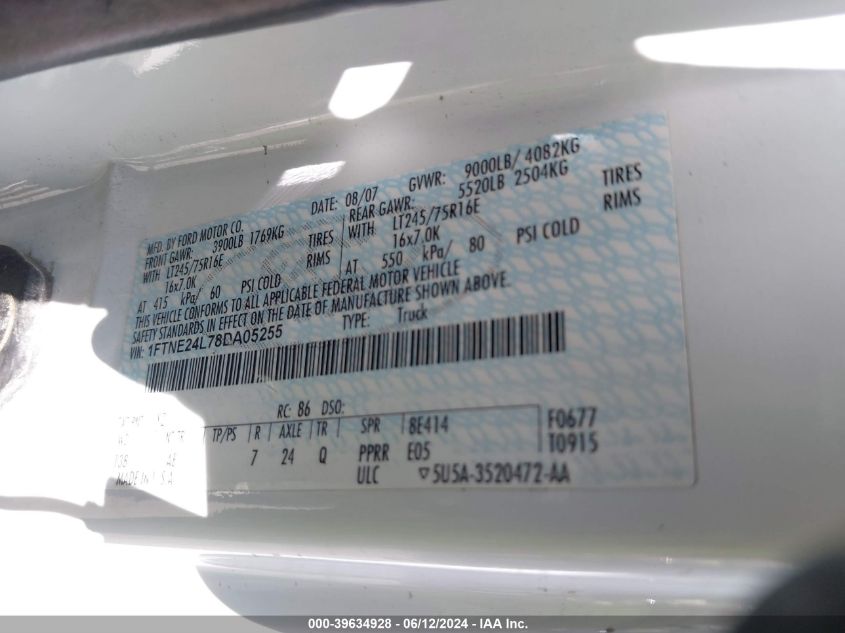 MFD. BY FORD MOTOR CO.
DATE: 08/07 GVWR: 9000LB/ 4082KG
FRONT GAWR: 3900LB 1769KG REAR GAWR: 5520LB 2504KG
WITH LT245/75R16E TIRES WITH LT245/75R16E TIRES
16x7.0K RIMS 16x7.0K RIMS
AT 415 kPa/ 60 PSI COLD AT 550 kPa/ 80 PSI COLD
THIS VEHICLE CONFORMS TO ALL APPLICABLE FEDERAL MOTOR VEHICLE
SAFETY STANDARDS IN EFFECT ON THE DATE OF MANUFACTURE SHOWN ABOVE.
VIN: 1FTNE24L78DA05255 TYPE: Truck
RC: 86 DSO:
TP/PS R AXLE TR SPR 8E414 F0677
7 24 Q PPRR E05 T0915
MADE IN U.S.A. ULC ▽5U5A-3520472-AA
000-39634928 - 06/12/2024 - IAA Inc.